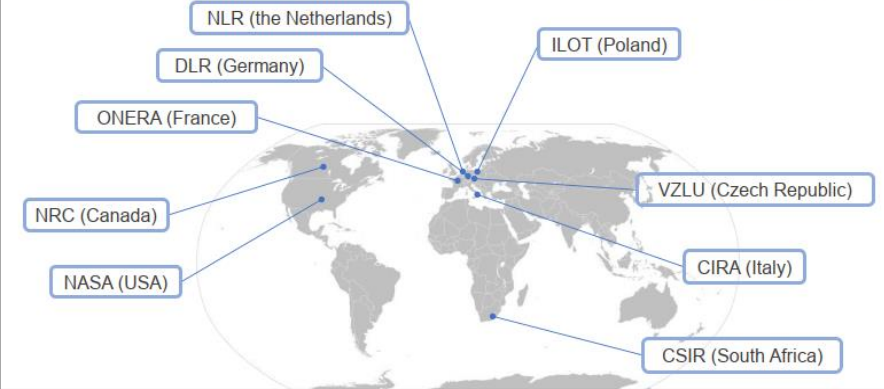 NLR (the Netherlands)
ILOT (Poland)
DLR (Germany)
ONERA (France)
VZLU (Czech Republic)
NRC (Canada)
CIRA (Italy)
NASA (USA)
CSIR (South Africa)